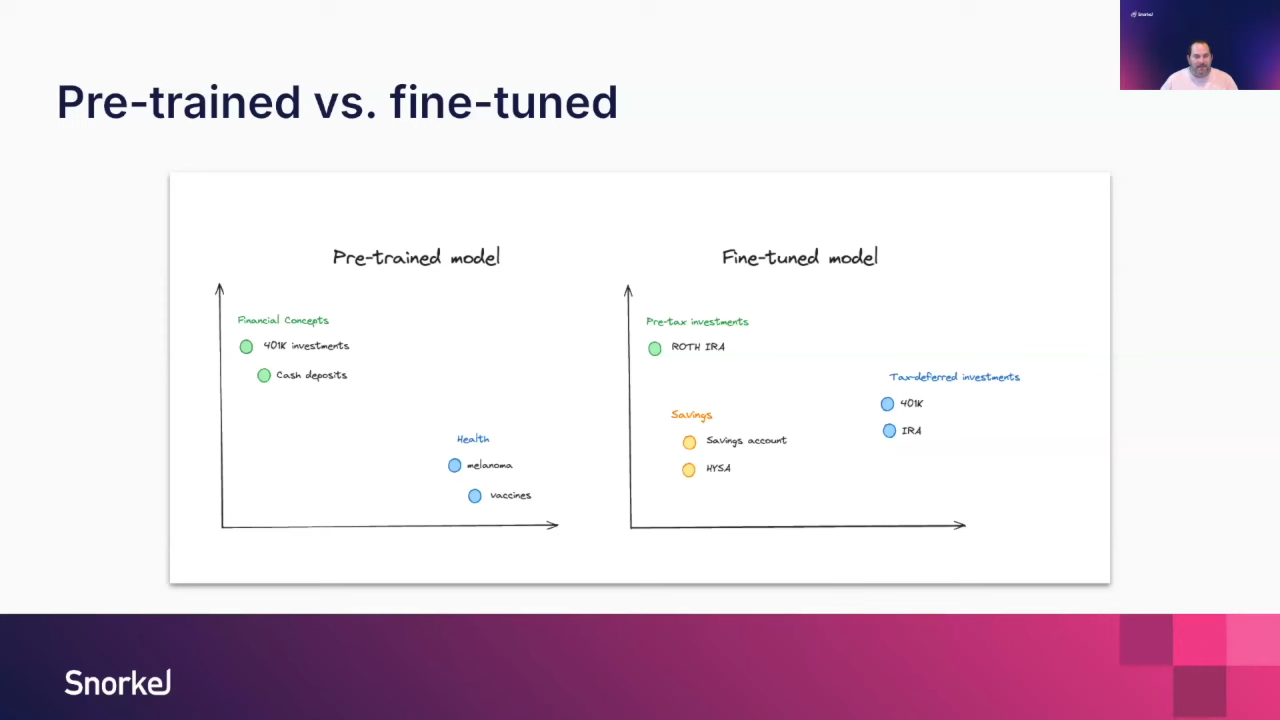 Snorkel
Pre-trained vs. fine-tuned
Pre-trained model
Financial Concepts
401K investments
Cash deposits
Health
melanoma
vaccines
Fine-tuned model
Pre-tax investments
ROTH IRA
Tax-deferred investments
401K
IRA
Savings
Savings account
HYSA
Snorkel